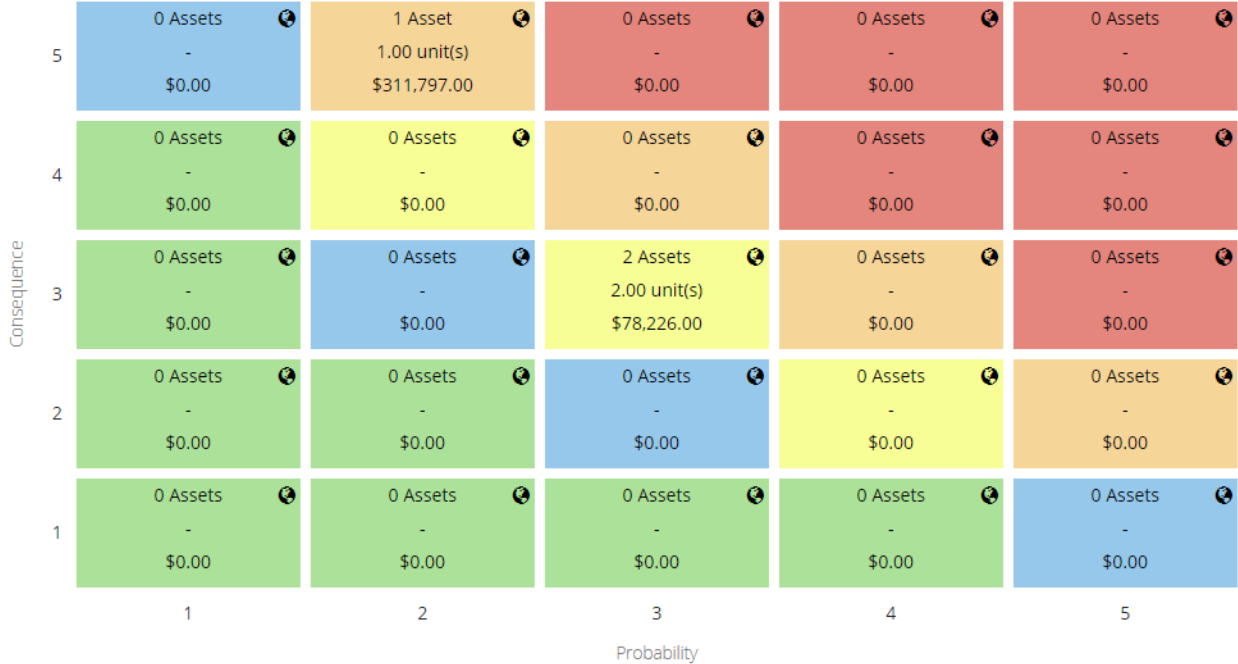 0 Assets 1 Asset 0 Assets 0 Assets 0 Assets
5 - 1.00 unit(s) - - -
$0.00 $311,797.00 $0.00 $0.00 $0.00
0 Assets 0 Assets 0 Assets 0 Assets 0 Assets
4 - - - - -
$0.00 $0.00 $0.00 $0.00 $0.00
Consequence
0 Assets 0 Assets 2 Assets 0 Assets 0 Assets
3 - - 2.00 unit(s) - -
$0.00 $0.00 $78,226.00 $0.00 $0.00
0 Assets 0 Assets 0 Assets 0 Assets 0 Assets
2 - - - - -
$0.00 $0.00 $0.00 $0.00 $0.00
0 Assets 0 Assets 0 Assets 0 Assets 0 Assets
1 - - - - -
$0.00 $0.00 $0.00 $0.00 $0.00
1 2 3 4 5
Probability